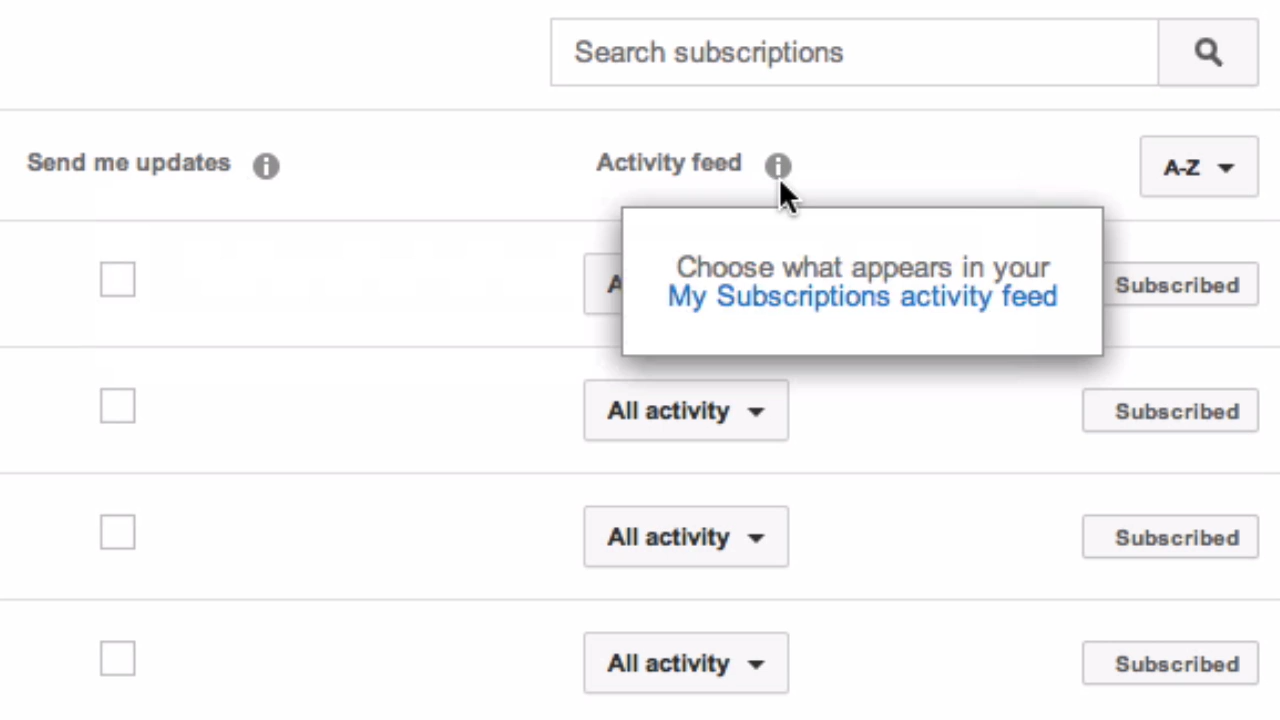 Search subscriptions
Send me updates
Activity feed
A-Z
Choose what appears in your
My Subscriptions activity feed
Subscribed
All activity
Subscribed
All activity
Subscribed
All activity
Subscribed